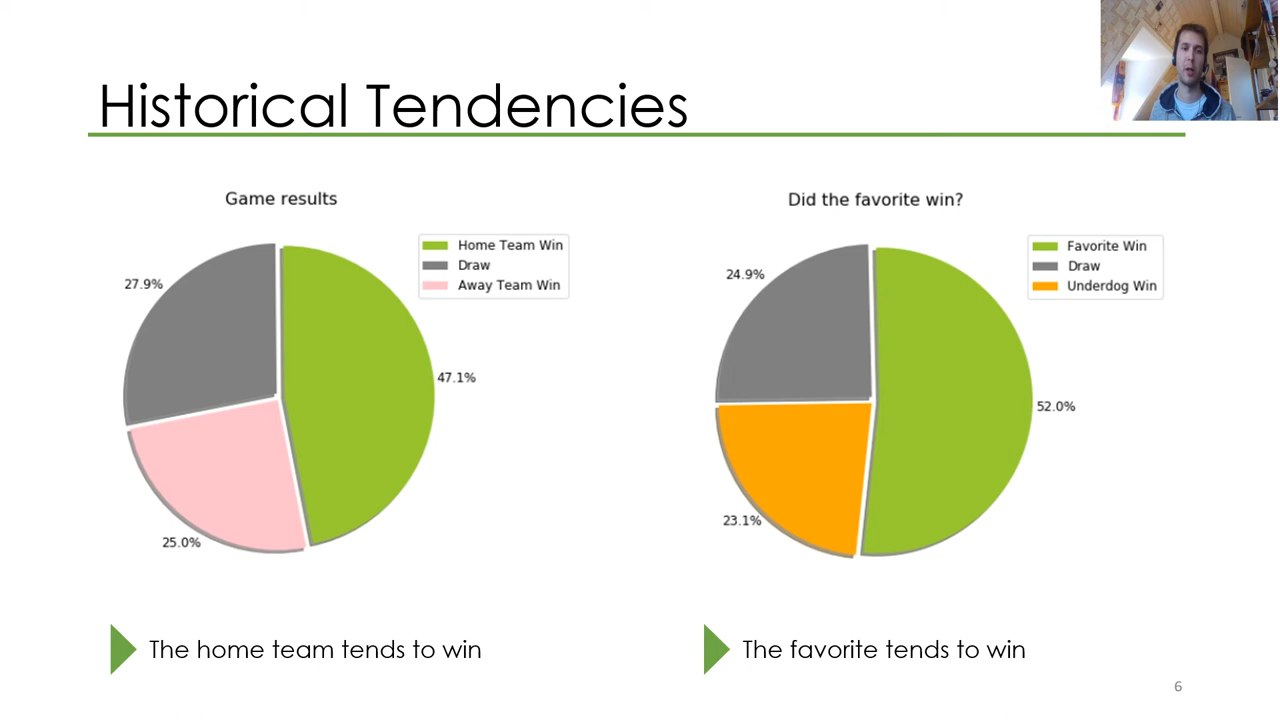 Historical Tendencies
Game results
Home Team Win
Draw
Away Team Win
27.9%
47.1%
25.0%
Did the favorite win?
Favorite Win
Draw
Underdog Win
24.9%
52.0%
23.1%
The home team tends to win
The favorite tends to win
6